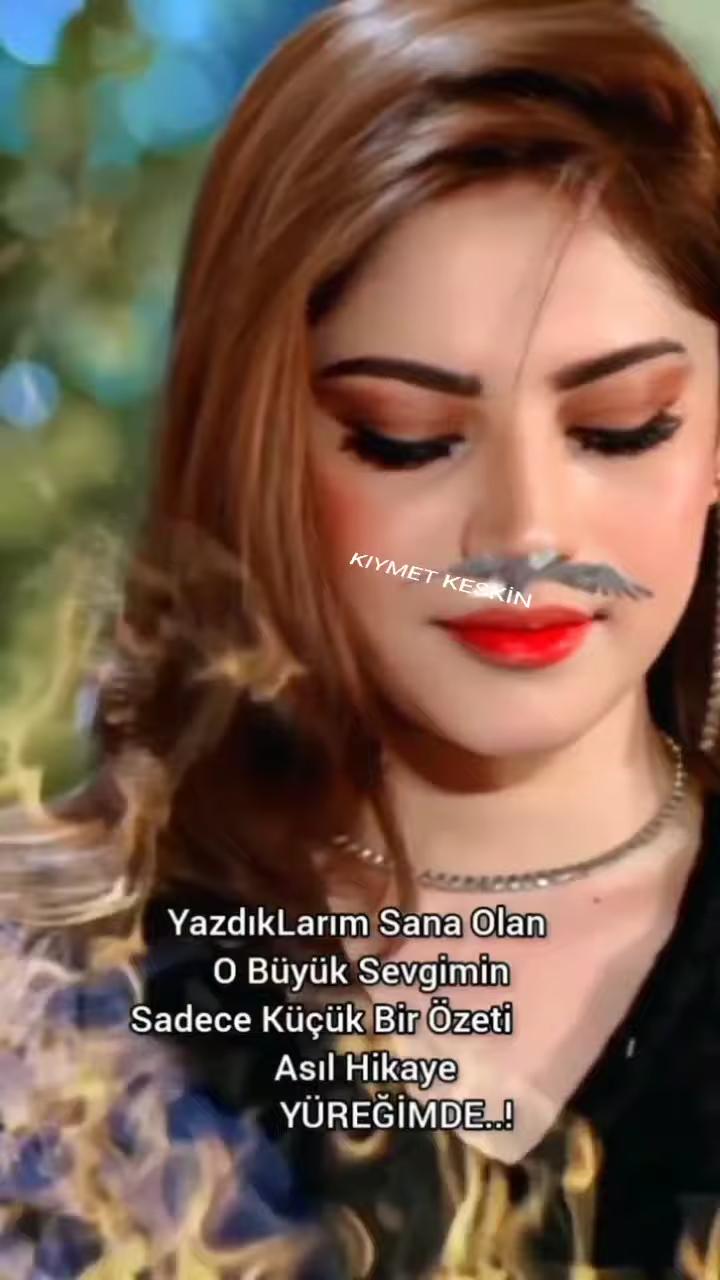 KIYMET KESKİN
YazdıkLarım Sana Olan
O Büyük Sevgimin
Sadece Küçük Bir Özeti
Asıl Hikaye
YÜREĞİMDE..!